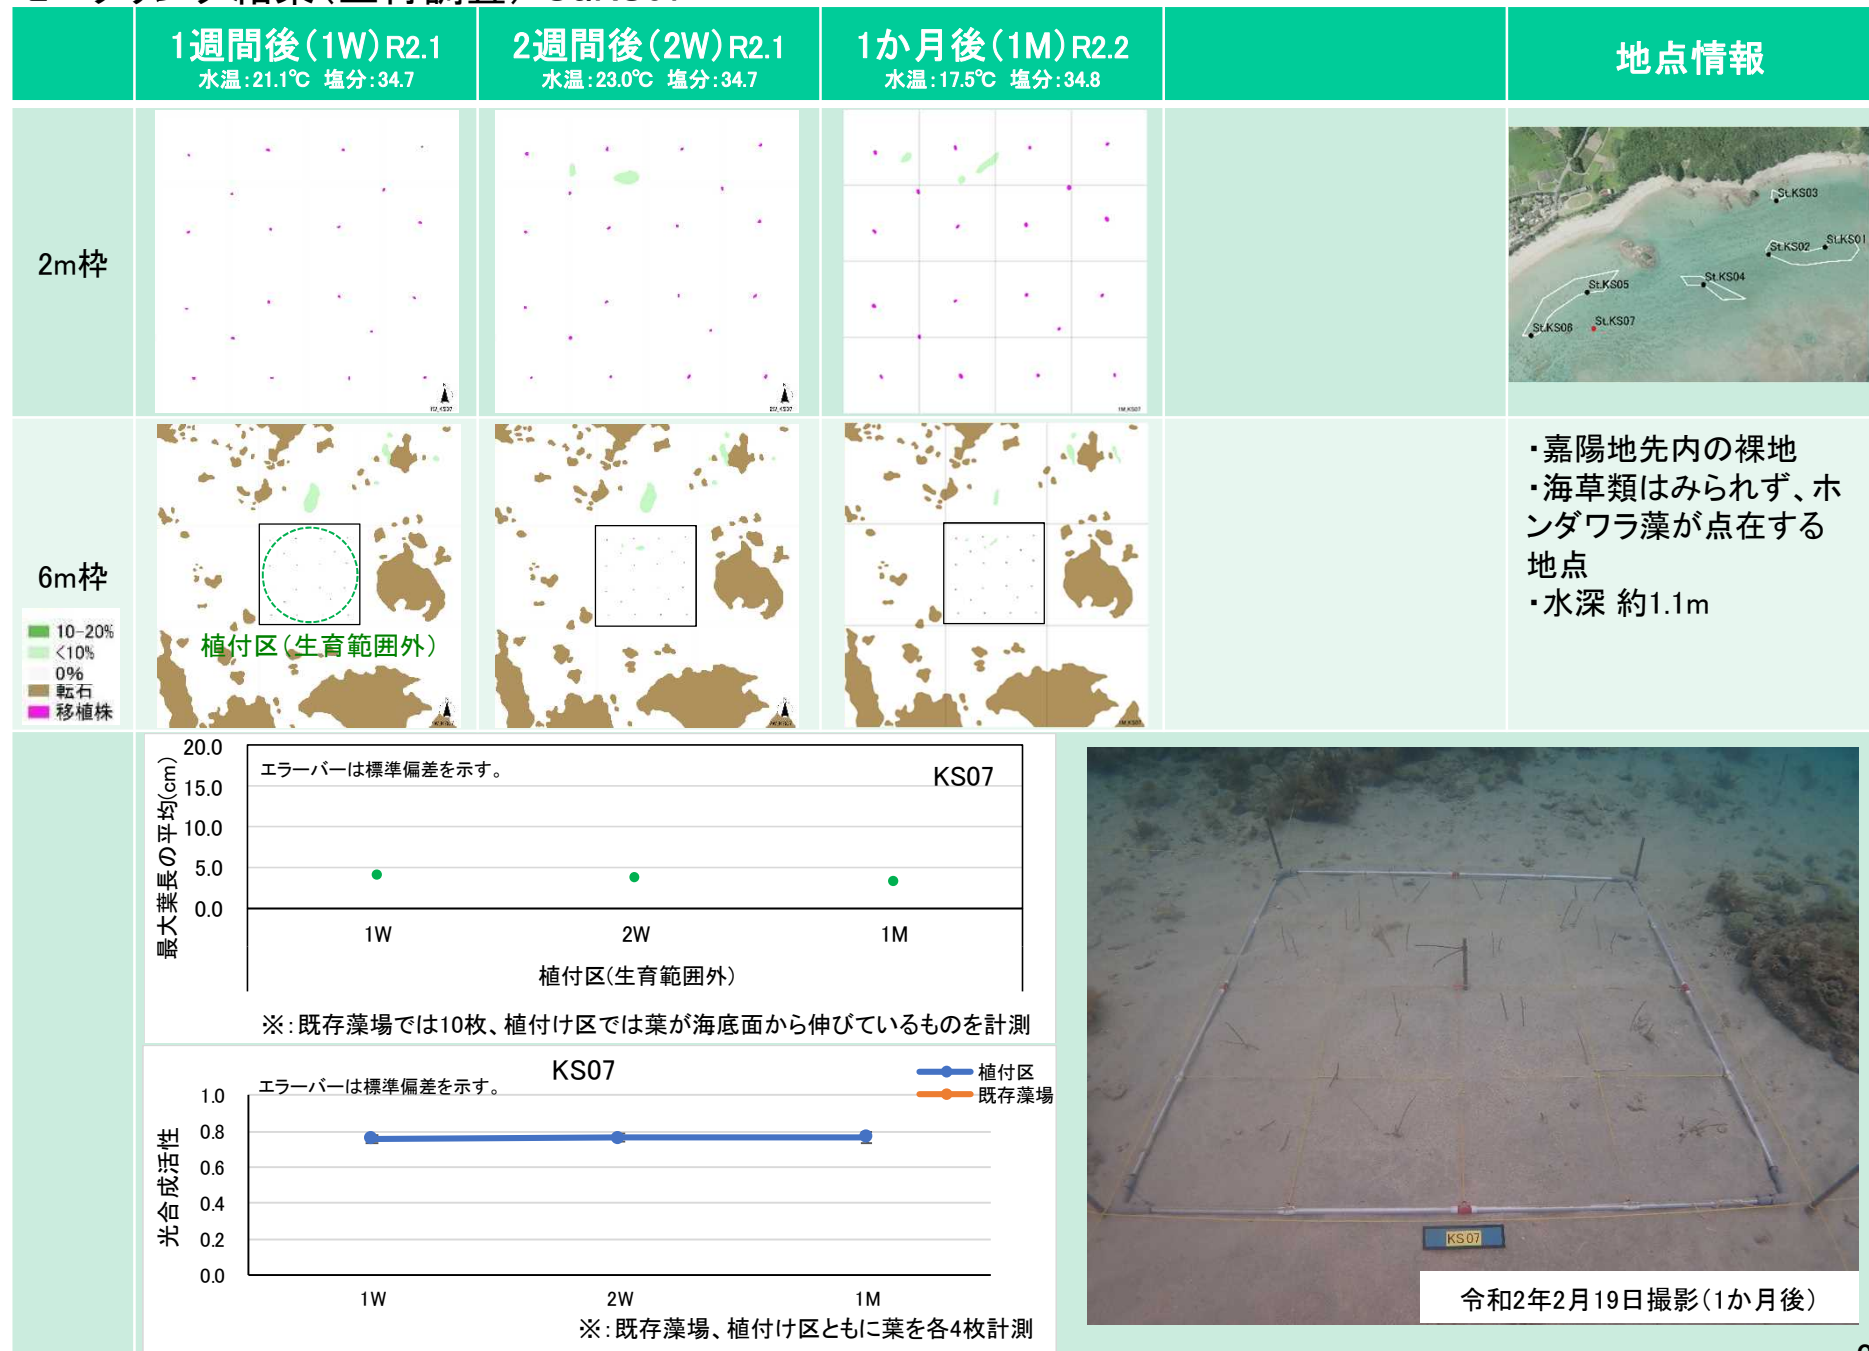 1週間後(1W)R2.1
水温:21.1℃ 塩分:34.7
2週間後(2W)R2.1
水温:23.0℃ 塩分:34.7
1か月後(1M)R2.2
水温:17.5℃ 塩分:34.8
地点情報
2m枠
St.KS03
St.KS02
St.KS01
St.KS04
St.KS05
St.KS07
St.KS06
6m枠
10-20%
<10%
0%
転石
移植株
植付区(生育範囲外)
・嘉陽地先内の裸地
・海草類はみられず、ホ
ンダワラ藻が点在する
地点
・水深 約1.1m
最大葉長の平均(cm)
20.0
15.0
10.0
5.0
0.0
エラーバーは標準偏差を示す。
KS07
1W
2W
1M
植付区(生育範囲外)
※:既存藻場では10枚、植付け区では葉が海底面から伸びているものを計測
KS07
エラーバーは標準偏差を示す。
植付区
既存藻場
光合成活性
1.0
0.8
0.6
0.4
0.2
0.0
1W
2W
1M
※:既存藻場、植付け区ともに葉を各4枚計測
KS07
令和2年2月19日撮影(1か月後)